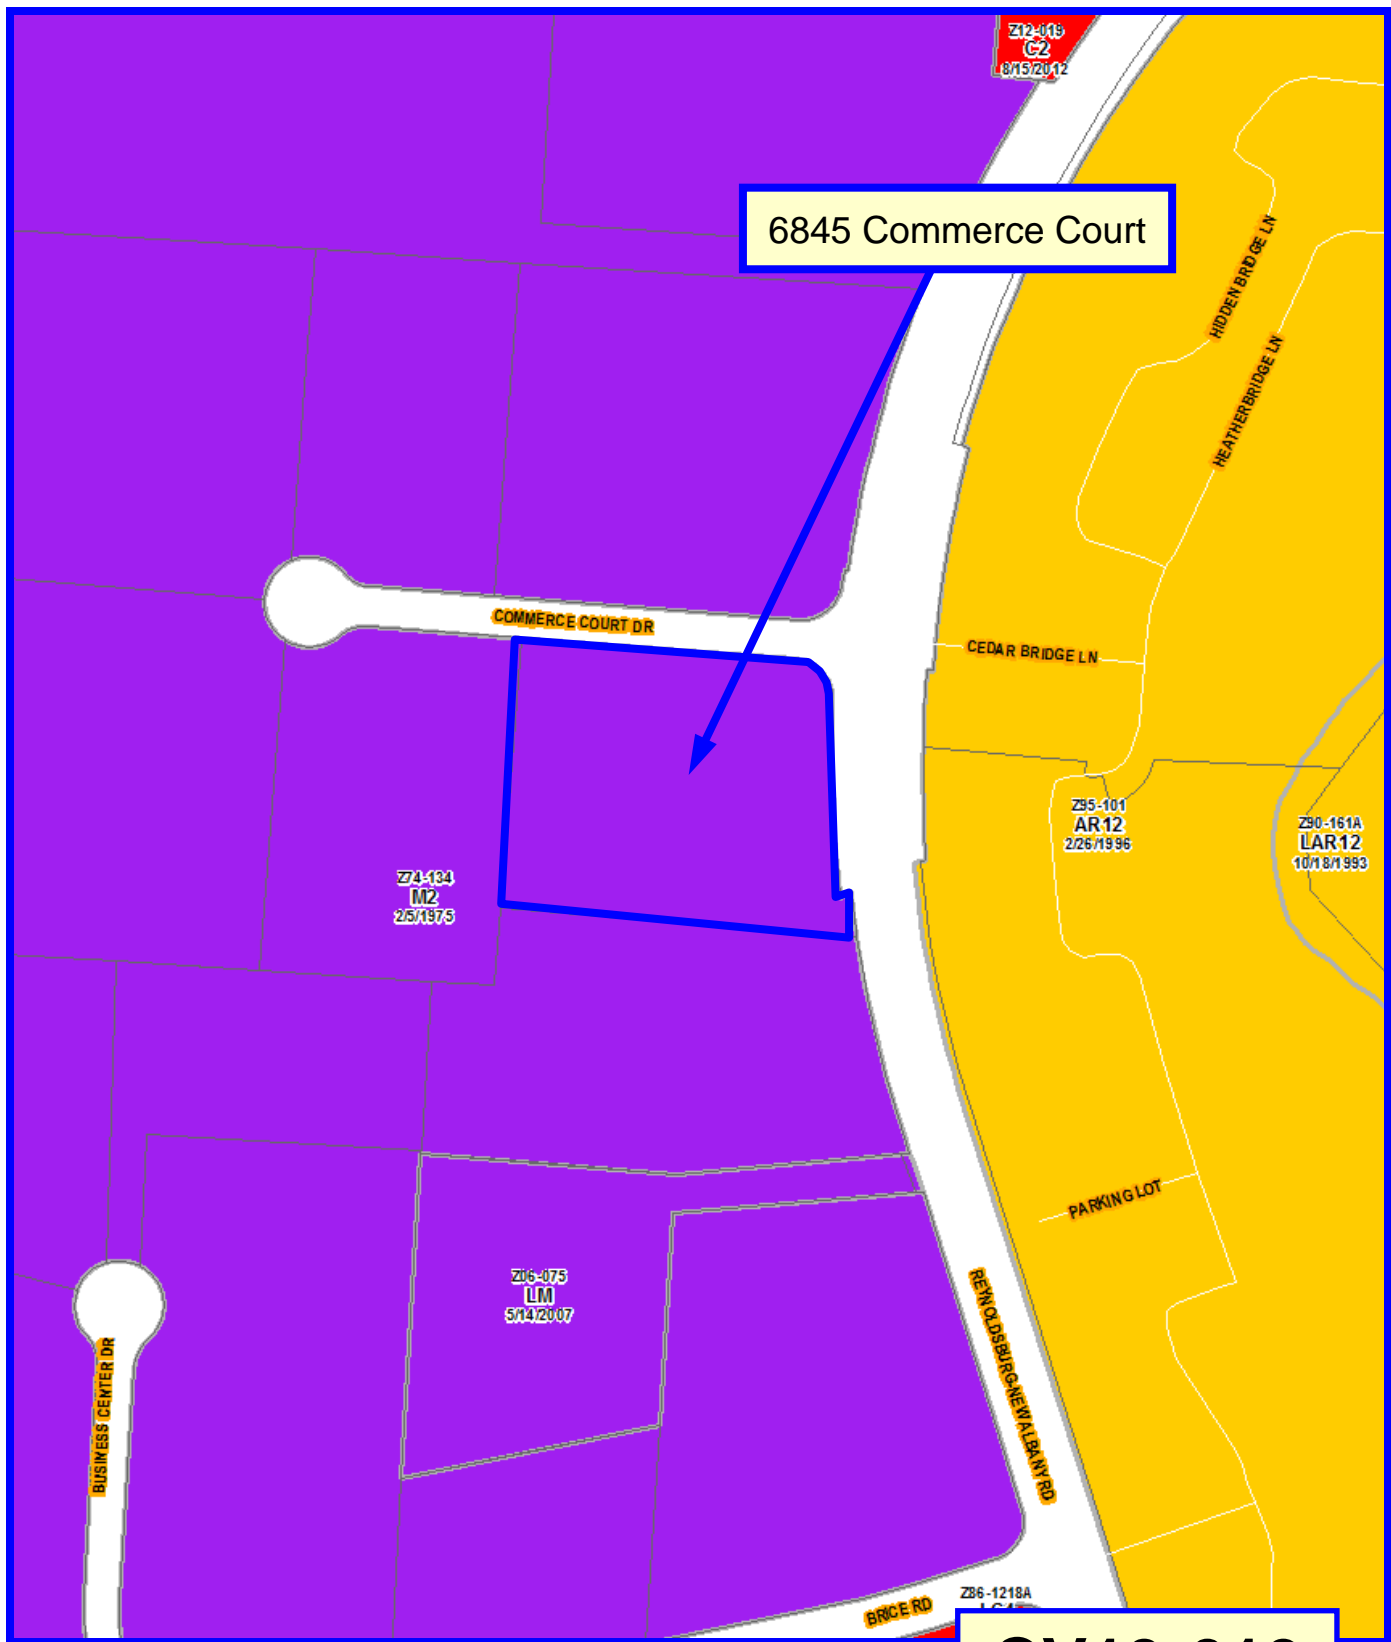 Z12-019
C2
8/15/2012
6845 Commerce Court
HIDDEN BRIDGE LN
HEATHERBRIDGE LN
COMMERCE COURT DR
CEDAR BRIDGE LN
Z95-101
AR12
2/26/1996
Z90-161A
LAR12
10/18/1993
Z74-134
M2
2/5/1975
PARKING LOT
Z06-075
LM
5/14/2007
REYNOLDSBURG-NEW ALBANY RD
BUSINESS CENTER DR
Z86-1218A
BRICE RD